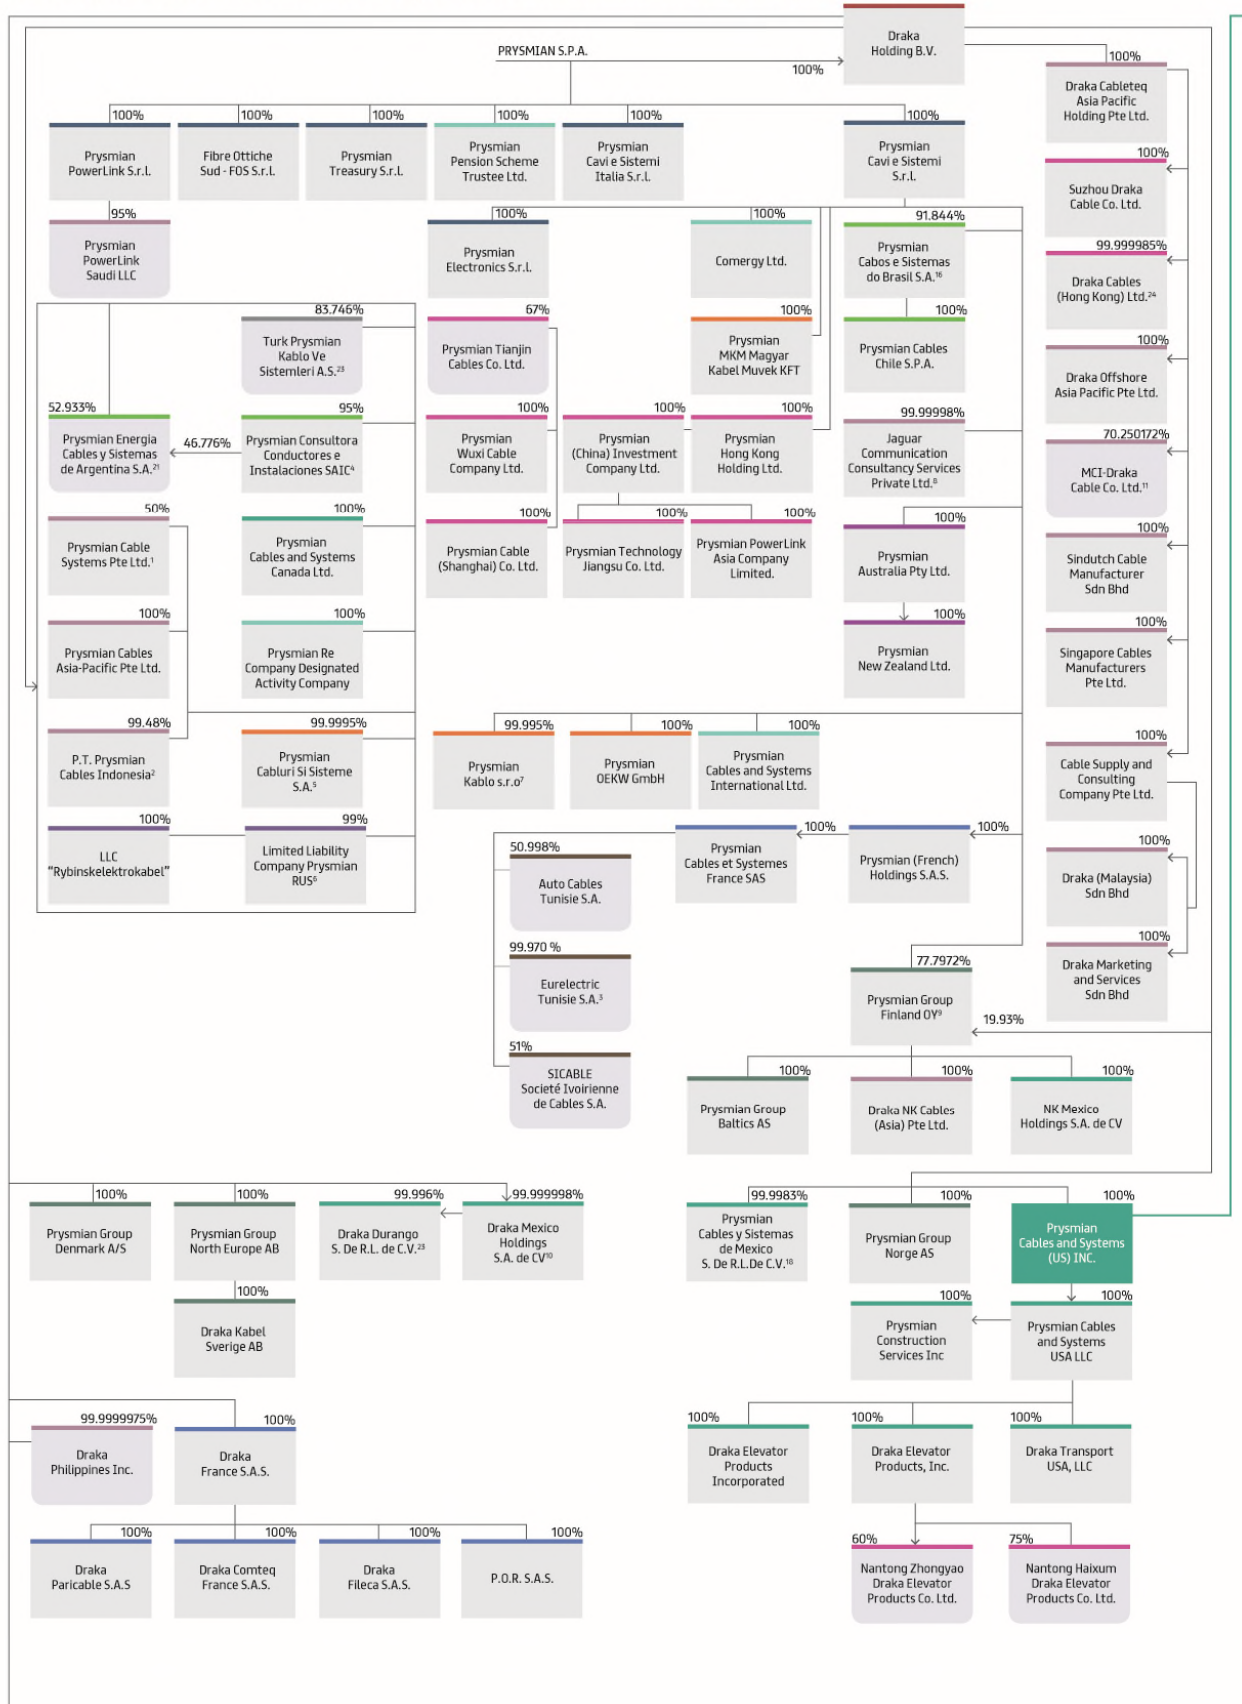 Draka
Holding B.V.
PRYSMIAN S.P.A.
100%
100%
Draka Cableteq
Asia Pacific
Holding Pte Ltd.
100%
Prysmian
PowerLink S.r.l.
100%
Fibre Ottiche
Sud - FOS S.r.l.
100%
Prysmian
Treasury S.r.l.
100%
Prysmian
Pension Scheme
Trustee Ltd.
100%
Prysmian
Cavi e Sistemi
Italia S.r.l.
100%
Prysmian
Cavi e Sistemi
S.r.l.
100%
Suzhou Draka
Cable Co. Ltd.
95%
Prysmian
PowerLink
Saudi LLC
100%
Prysmian
Electronics S.r.l.
100%
Comergy Ltd.
91.844%
Prysmian
Cabos e Sistemas
do Brasil S.A.¹⁶
99.999985%
Draka Cables
(Hong Kong) Ltd.²⁴
83.746%
Turk Prysmian
Kablo Ve
Sistemleri A.S.²³
67%
Prysmian Tianjin
Cables Co. Ltd.
100%
Prysmian
MKM Magyar
Kabel Muvek KFT
100%
Prysmian Cables
Chile S.P.A.
100%
Draka Offshore
Asia Pacific Pte Ltd.
52.933%
Prysmian Energia
Cables y Sistemas
de Argentina S.A.²¹
46.776%
95%
Prysmian Consultora
Conductores e
Instalaciones SAIC⁴
100%
Prysmian
Wuxi Cable
Company Ltd.
100%
Prysmian
(China) Investment
Company Ltd.
100%
Prysmian
Hong Kong
Holding Ltd.
99.99998%
Jaguar
Communication
Consultancy Services
Private Ltd.⁸
70.250172%
MCI-Draka
Cable Co. Ltd.¹¹
50%
Prysmian Cable
Systems Pte Ltd.¹
100%
Prysmian
Cables and Systems
Canada Ltd.
100%
Prysmian Cable
(Shanghai) Co. Ltd.
100%
Prysmian Technology
Jiangsu Co. Ltd.
100%
Prysmian PowerLink
Asia Company
Limited.
100%
Prysmian
Australia Pty Ltd.
100%
Sindutch Cable
Manufacturer
Sdn Bhd
100%
Prysmian Cables
Asia-Pacific Pte Ltd.
100%
Prysmian Re
Company Designated
Activity Company
100%
Prysmian
New Zealand Ltd.
100%
Singapore Cables
Manufacturers
Pte Ltd.
99.48%
P.T. Prysmian
Cables Indonesia²
99.9995%
Prysmian
Cabluri Si Sisteme
S.A.⁵
99.995%
Prysmian
Kablo s.r.o⁷
100%
Prysmian
OEKW GmbH
100%
Prysmian
Cables and Systems
International Ltd.
100%
Cable Supply and
Consulting
Company Pte Ltd.
100%
LLC
"Rybinskelektrokabel"
99%
Limited Liability
Company Prysmian
RUS⁶
100%
Prysmian
Cables et Systemes
France SAS
100%
Prysmian (French)
Holdings S.A.S.
50.998%
Auto Cables
Tunisie S.A.
100%
Draka (Malaysia)
Sdn Bhd
99.970 %
Eurelectric
Tunisie S.A.³
77.7972%
Prysmian Group
Finland OY⁹
19.93%
100%
Draka Marketing
and Services
Sdn Bhd
51%
SICABLE
Societé Ivoirienne
de Cables S.A.
100%
Prysmian Group
Baltics AS
100%
Draka NK Cables
(Asia) Pte Ltd.
100%
NK Mexico
Holdings S.A. de CV
100%
Prysmian Group
Denmark A/S
100%
Prysmian Group
North Europe AB
99.996%
Draka Durango
S. De R.L. de C.V.²³
99.999998%
Draka Mexico
Holdings
S.A. de CV¹⁰
99.9983%
Prysmian
Cables y Sistemas
de Mexico
S. De R.L.De C.V.¹⁸
100%
Prysmian Group
Norge AS
100%
Prysmian
Cables and Systems
(US) INC.
100%
Draka Kabel
Sverige AB
100%
Prysmian
Construction
Services Inc
100%
Prysmian Cables
and Systems
USA LLC
99.9999975%
Draka
Philippines Inc.
100%
Draka
France S.A.S.
100%
Draka Elevator
Products
Incorporated
100%
Draka Elevator
Products, Inc.
100%
Draka Transport
USA, LLC
100%
Draka
Paricable S.A.S
100%
Draka Comteq
France S.A.S.
100%
Draka
Fileca S.A.S.
100%
P.O.R. S.A.S.
60%
Nantong Zhongyao
Draka Elevator
Products Co. Ltd.
75%
Nantong Haixum
Draka Elevator
Products Co. Ltd.